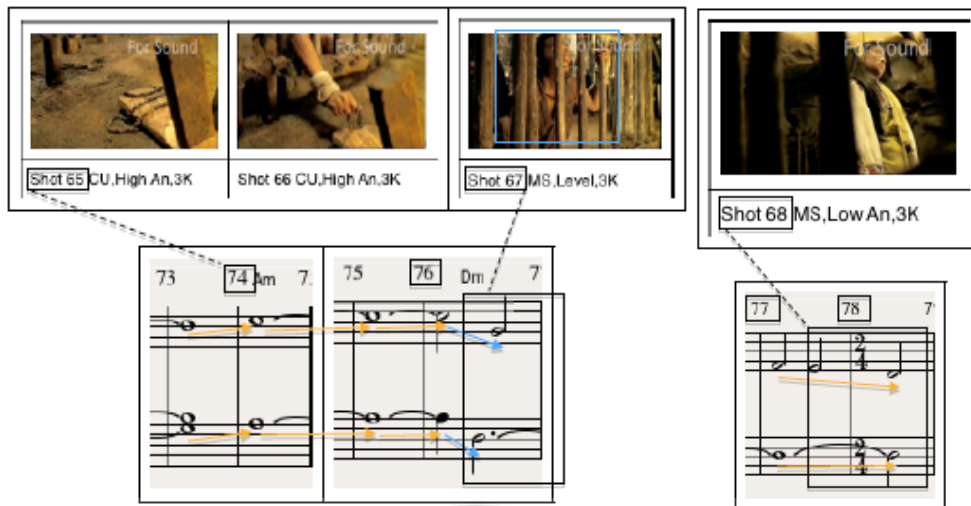 For Sound
For Sound
For Sound
For Sound
Shot 65 CU,High An,3K
Shot 66 CU,High An,3K
Shot 67 MS,Level,3K
Shot 68 MS,Low An,3K
73 74 Am
75 76 Dm
77 78
2
4
2
4